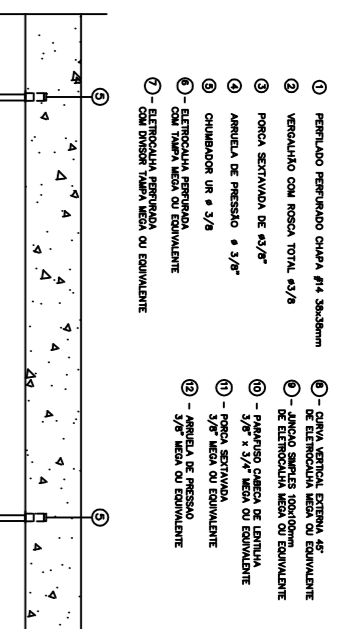 ① PERFILADO PERFURADO CHAPA #14 38x38mm
② VERGALHÃO COM ROSCA TOTAL ø3/8
③ PORCA SEXTAVADA DE ø3/8"
④ ARRUELA DE PRESSÃO ø 3/8"
⑤ CHUMBADOR UR ø 3/8
⑥ - ELETROCALHA PERFURADA
COM TAMPA MEGA OU EQUIVALENTE
⑦ - ELETROCALHA PERFURADA
COM DIVISOR TAMPA MEGA OU EQUIVALENTE
⑧ - CURVA VERTICAL EXTERNA 45°
DE ELETROCALHA MEGA OU EQUIVALENTE
⑨ - JUNCAO SIMPLES 100x100mm
DE ELETROCALHA MEGA OU EQUIVALENTE
⑩ - PARAFUSO CABECA DE LENTILHA
3/8" x 3/4" MEGA OU EQUIVALENTE
⑪ - PORCA SEXTAVADA
3/8" MEGA OU EQUIVALENTE
⑫ - ARRUELA DE PRESSAO
3/8" MEGA OU EQUIVALENTE
⑤
⑤